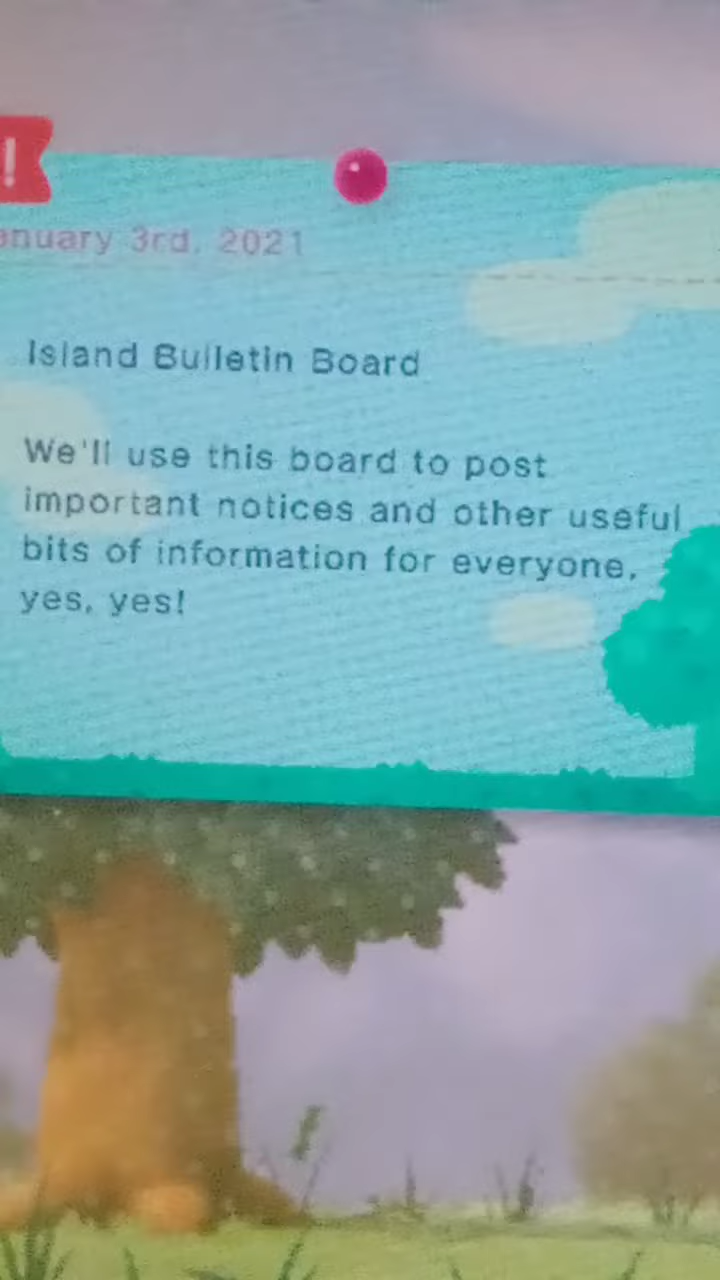 !
anuary 3rd, 2021
Island Bulletin Board
We'll use this board to post
important notices and other useful
bits of information for everyone,
yes, yes!